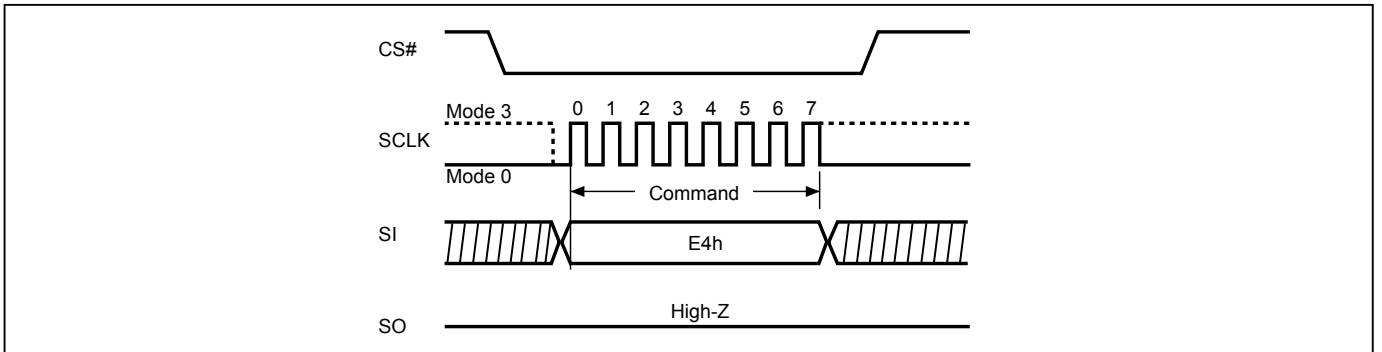 CS#
Mode 3
0 1 2 3 4 5 6 7
SCLK
Mode 0
Command
SI
E4h
High-Z
SO